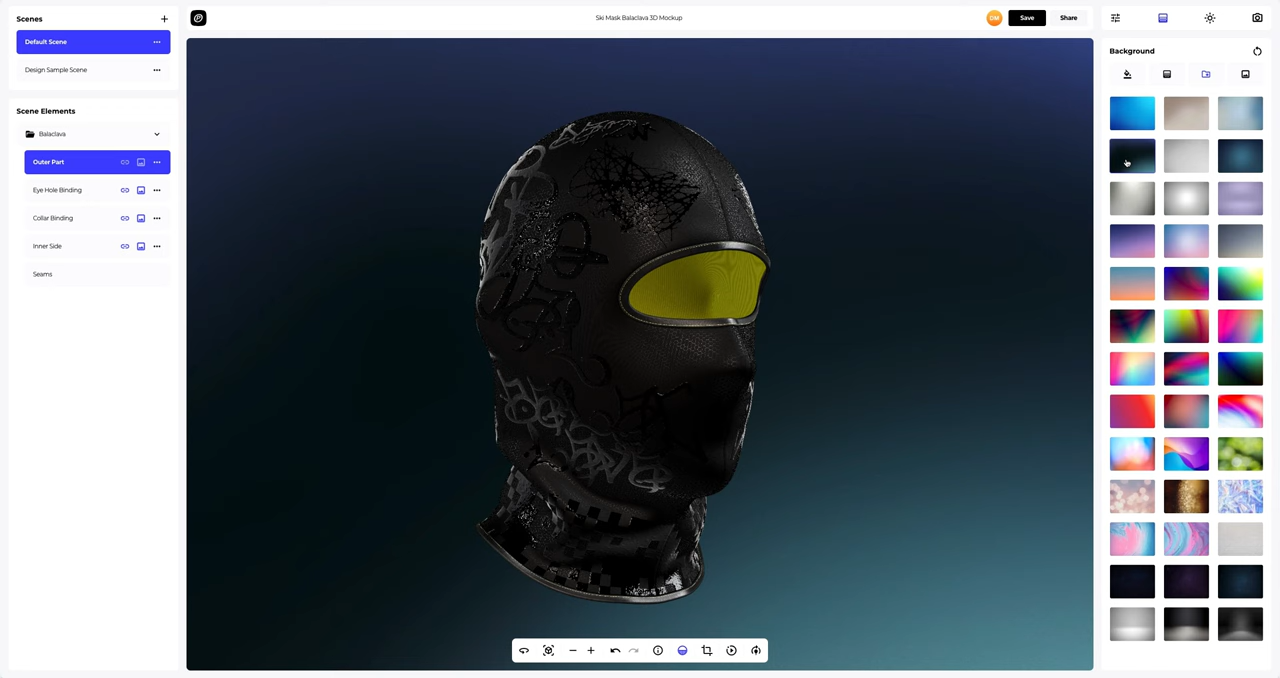 Scenes
Default Scene
Design Sample Scene
Scene Elements
Balaclava
Outer Part
Eye Hole Binding
Collar Binding
Inner Side
Seams
Ski Mask Balaclava 3D Mockup
DM
Save
Share
Background